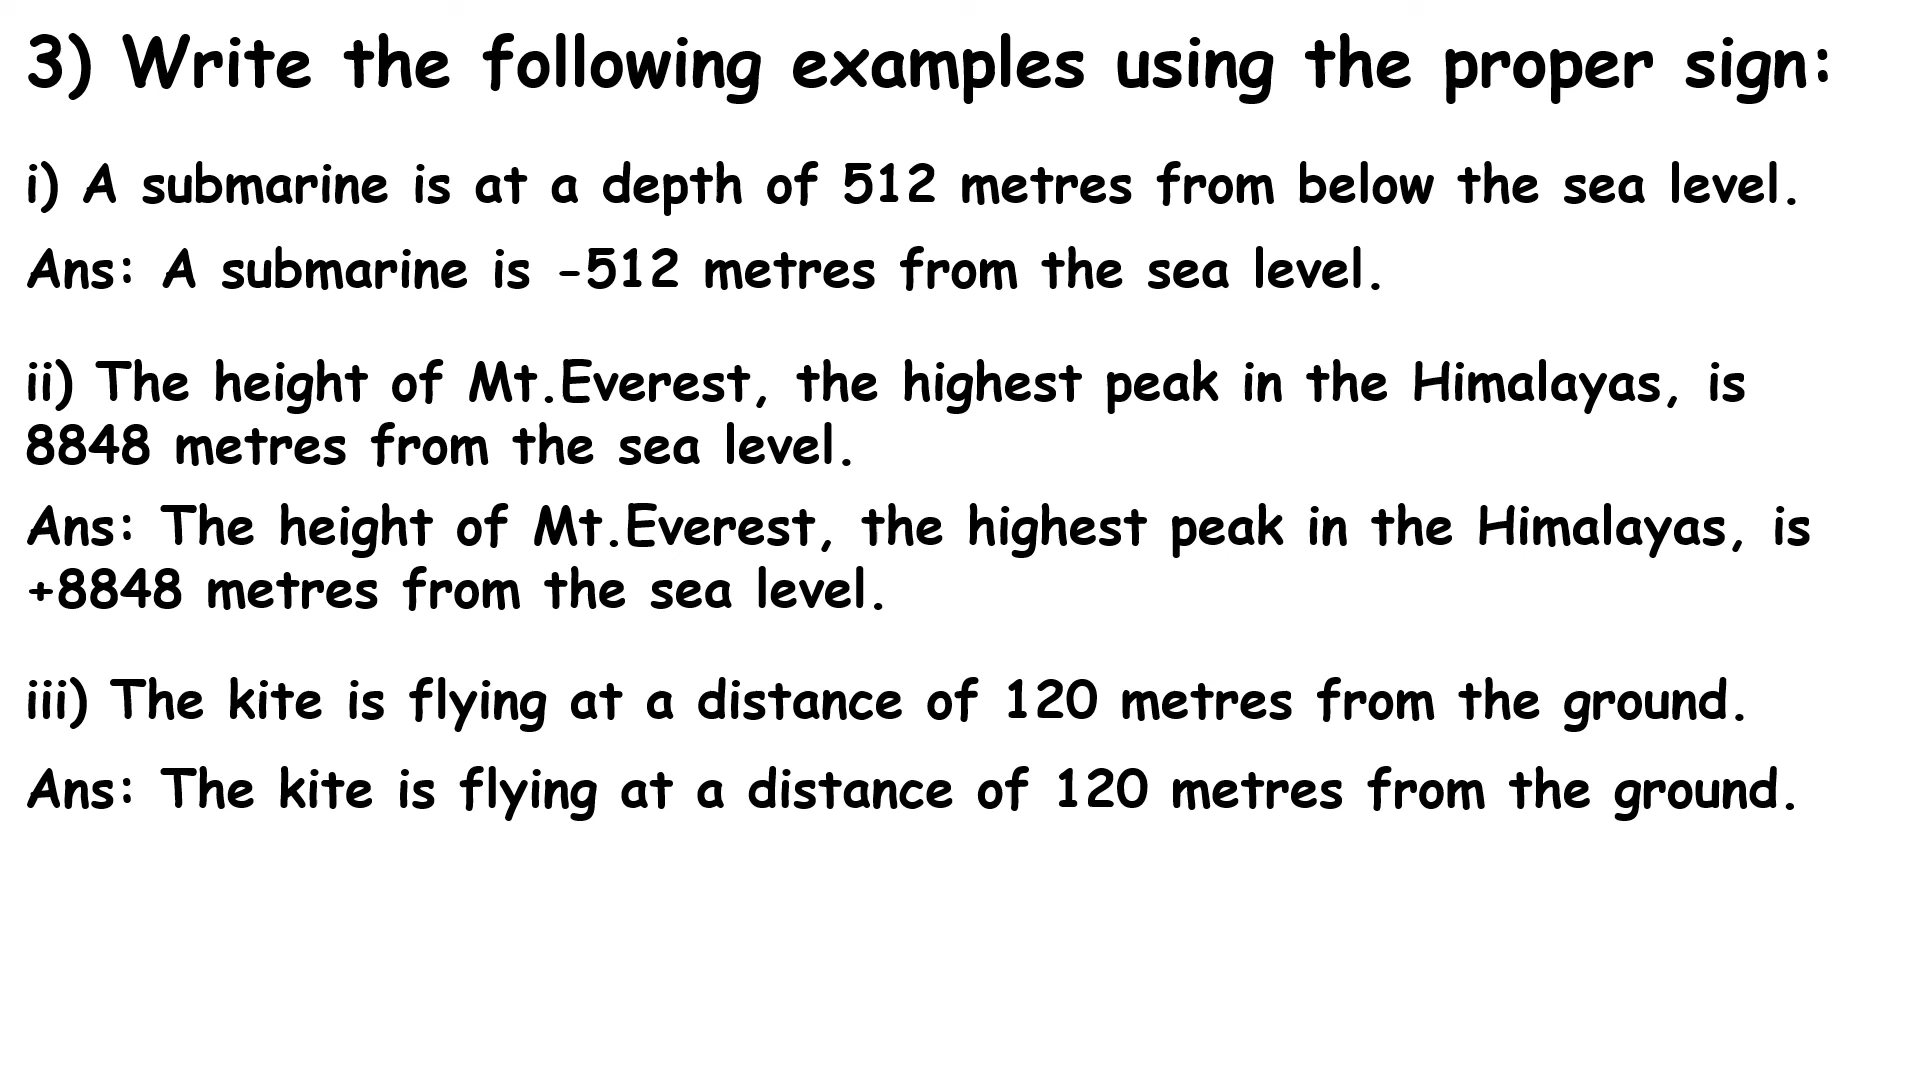 3) Write the following examples using the proper sign:
i) A submarine is at a depth of 512 metres from below the sea level.
Ans: A submarine is -512 metres from the sea level.
ii) The height of Mt.Everest, the highest peak in the Himalayas, is
8848 metres from the sea level.
Ans: The height of Mt.Everest, the highest peak in the Himalayas, is
+8848 metres from the sea level.
iii) The kite is flying at a distance of 120 metres from the ground.
Ans: The kite is flying at a distance of 120 metres from the ground.